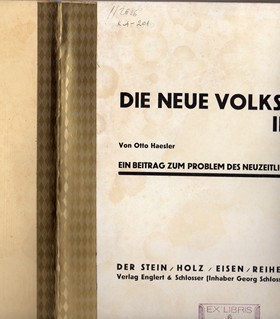 DIE NEUE VOLKS
Von Otto Haesler
EIN BEITRAG ZUM PROBLEM DES NEUZEITLI
DER STEIN / HOLZ / EISEN / REIHE
Verlag Englert & Schlosser (Inhaber Georg Schloss
EX LIBRIS